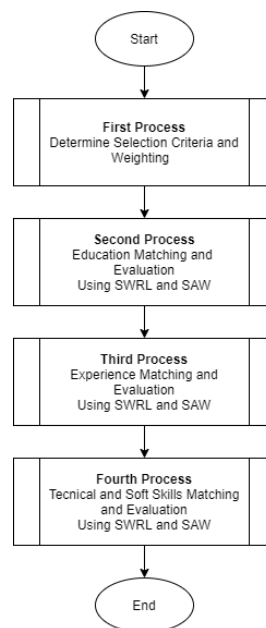 Start
First Process
Determine Selection Criteria and
Weighting
Second Process
Education Matching and
Evaluation
Using SWRL and SAW
Third Process
Experience Matching and
Evaluation
Using SWRL and SAW
Fourth Process
Tecnical and Soft Skills Matching
and Evaluation
Using SWRL and SAW
End